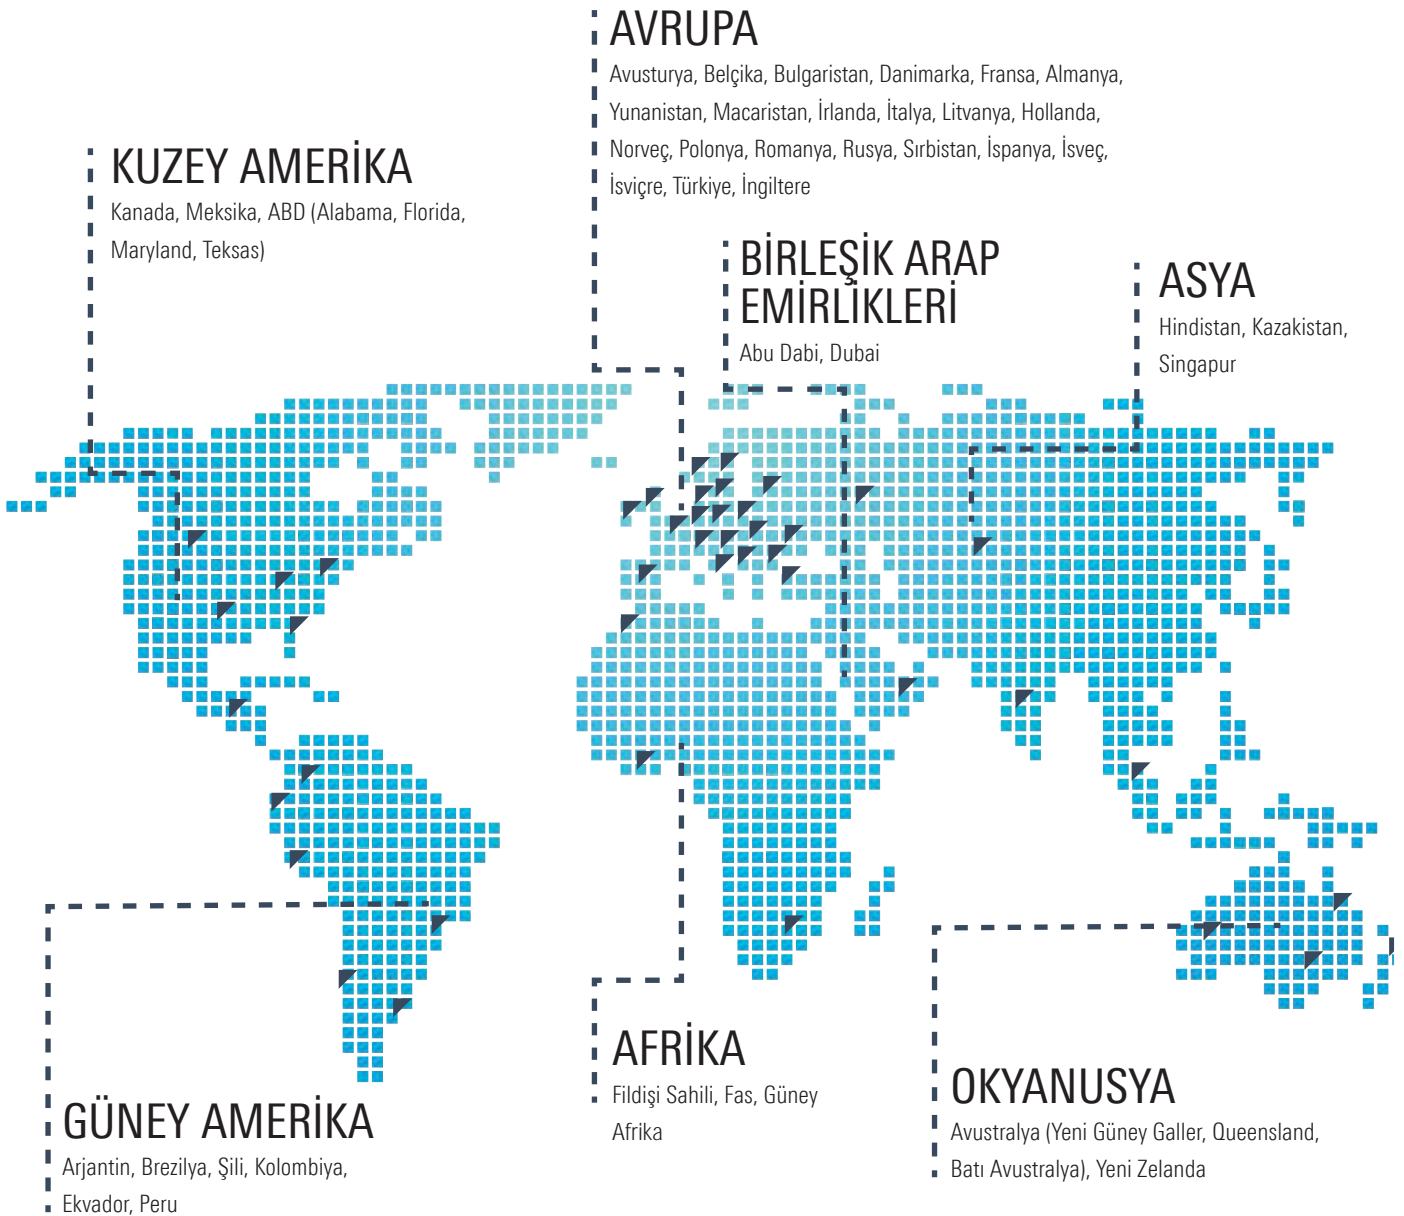 AVRUPA
Avusturya, Belçika, Bulgaristan, Danimarka, Fransa, Almanya,
Yunanistan, Macaristan, İrlanda, İtalya, Litvanya, Hollanda,
Norveç, Polonya, Romanya, Rusya, Sırbistan, İspanya, İsveç,
İsviçre, Türkiye, İngiltere
KUZEY AMERİKA
Kanada, Meksika, ABD (Alabama, Florida,
Maryland, Teksas)
BİRLEŞİK ARAP
EMİRLİKLERİ
Abu Dabi, Dubai
ASYA
Hindistan, Kazakistan,
Singapur
AFRİKA
Fildişi Sahili, Fas, Güney
Afrika
OKYANUSYA
Avustralya (Yeni Güney Galler, Queensland,
Batı Avustralya), Yeni Zelanda
GÜNEY AMERİKA
Arjantin, Brezilya, Şili, Kolombiya,
Ekvador, Peru